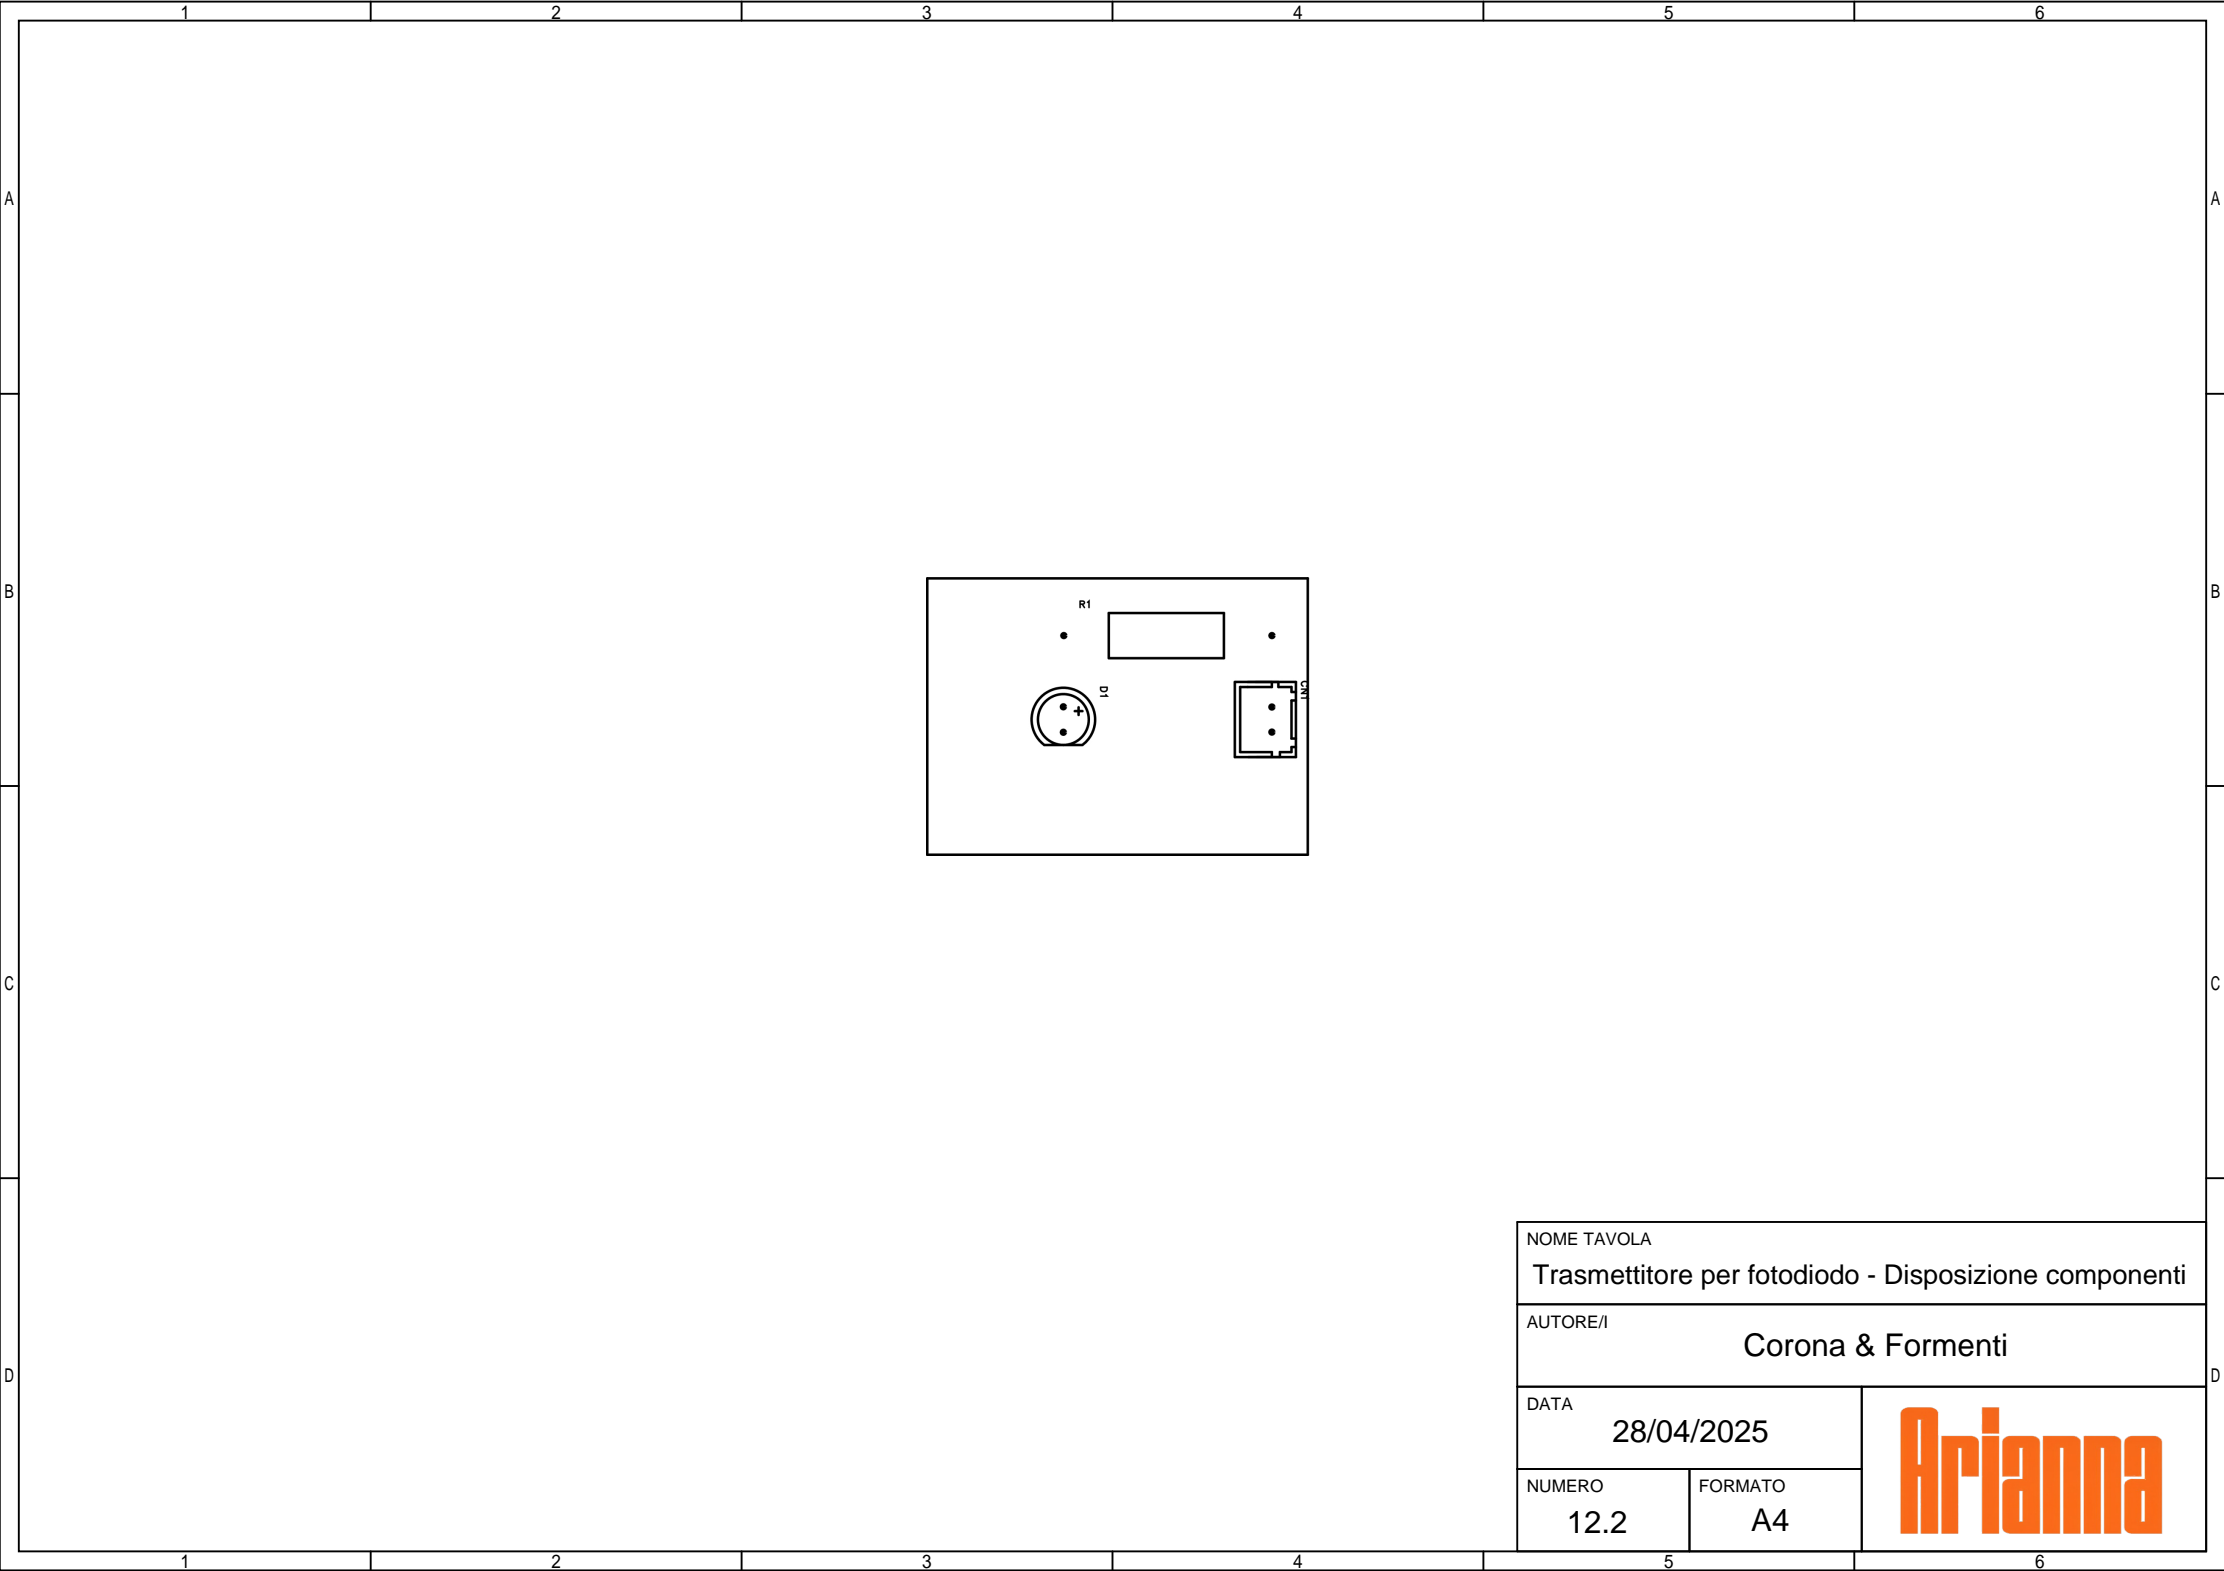 1 2 3 4 5 6
A A
R1
B B
D1 + CN1
C C
NOME TAVOLA
Trasmettitore per fotodiodo - Disposizione componenti
AUTORE/I
Corona & Formenti
D D
DATA
28/04/2025
NUMERO
12.2
FORMATO
A4
Arianna
1 2 3 4 5 6